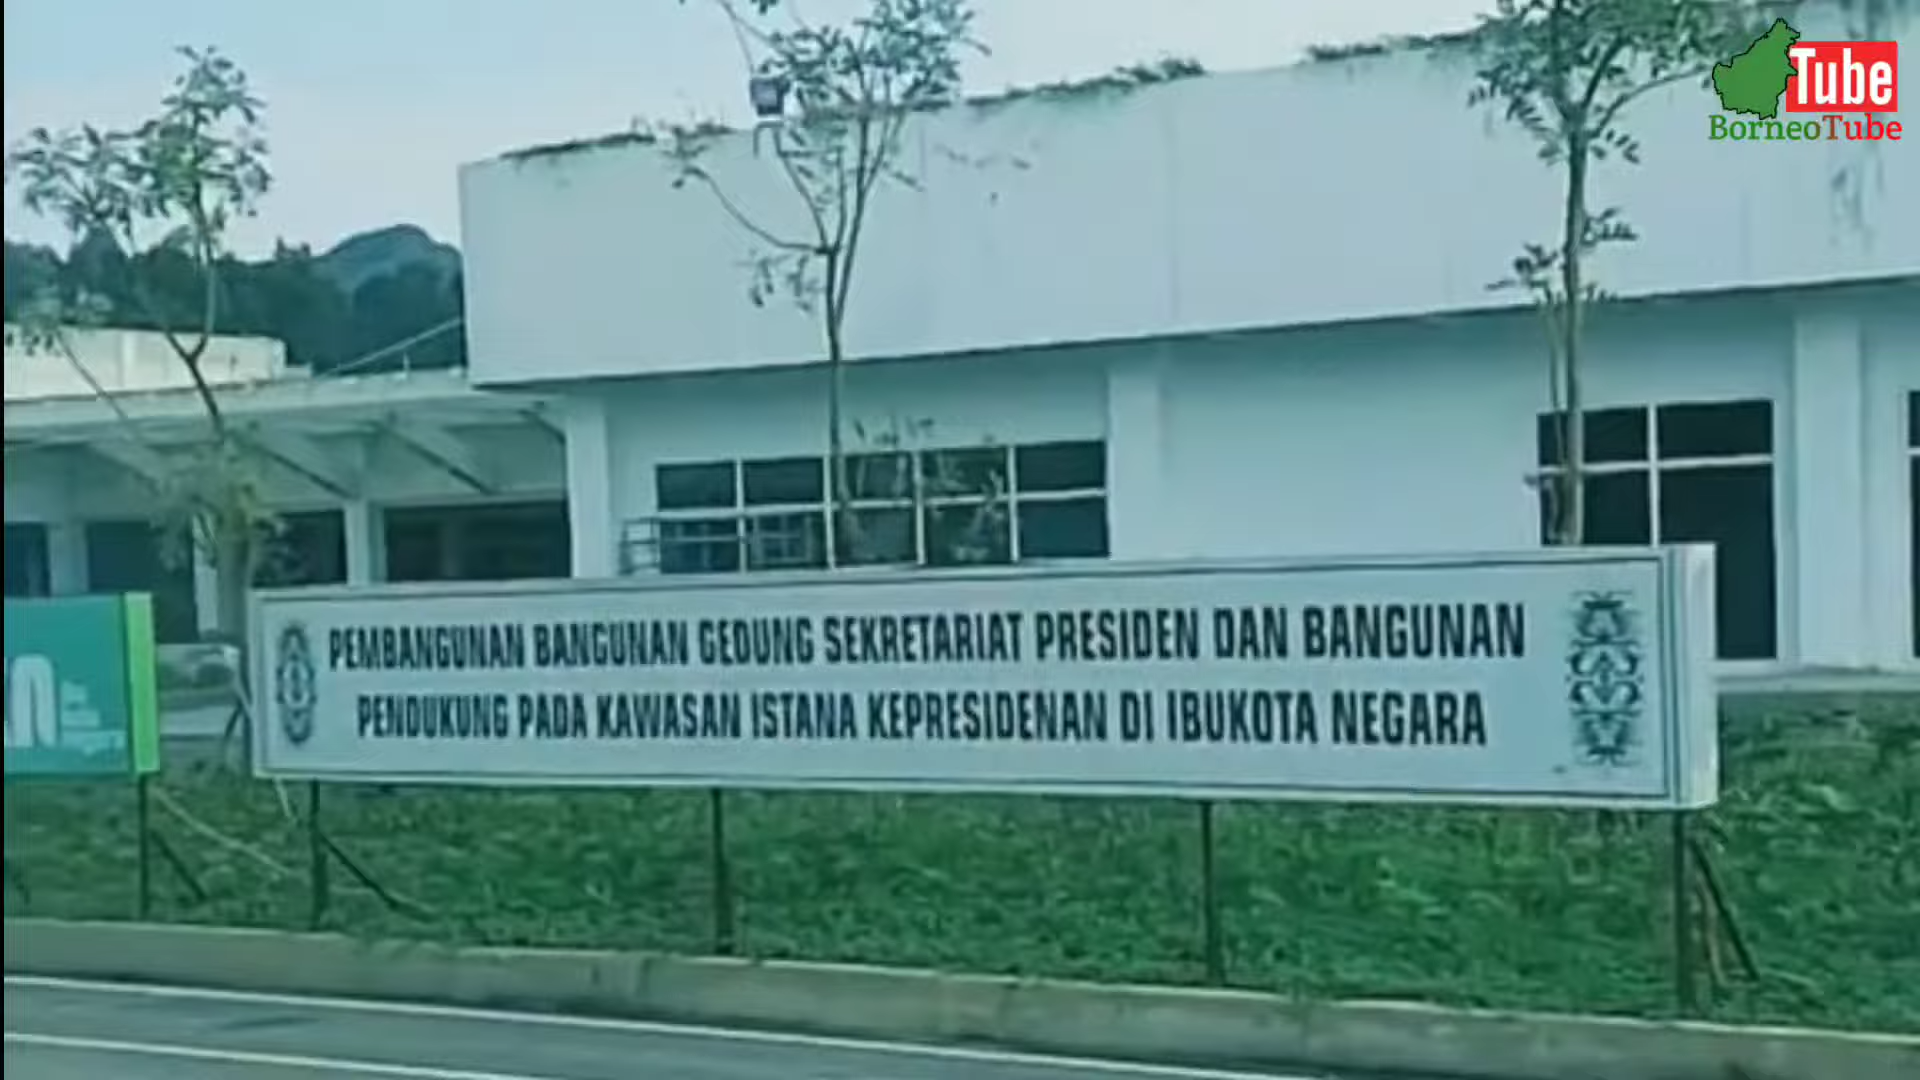 Tube
BorneoTube
PEMBANGUNAN BANGUNAN GEDUNG SEKRETARIAT PRESIDEN DAN BANGUNAN
PENDUKUNG PADA KAWASAN ISTANA KEPRESIDENAN DI IBUKOTA NEGARA